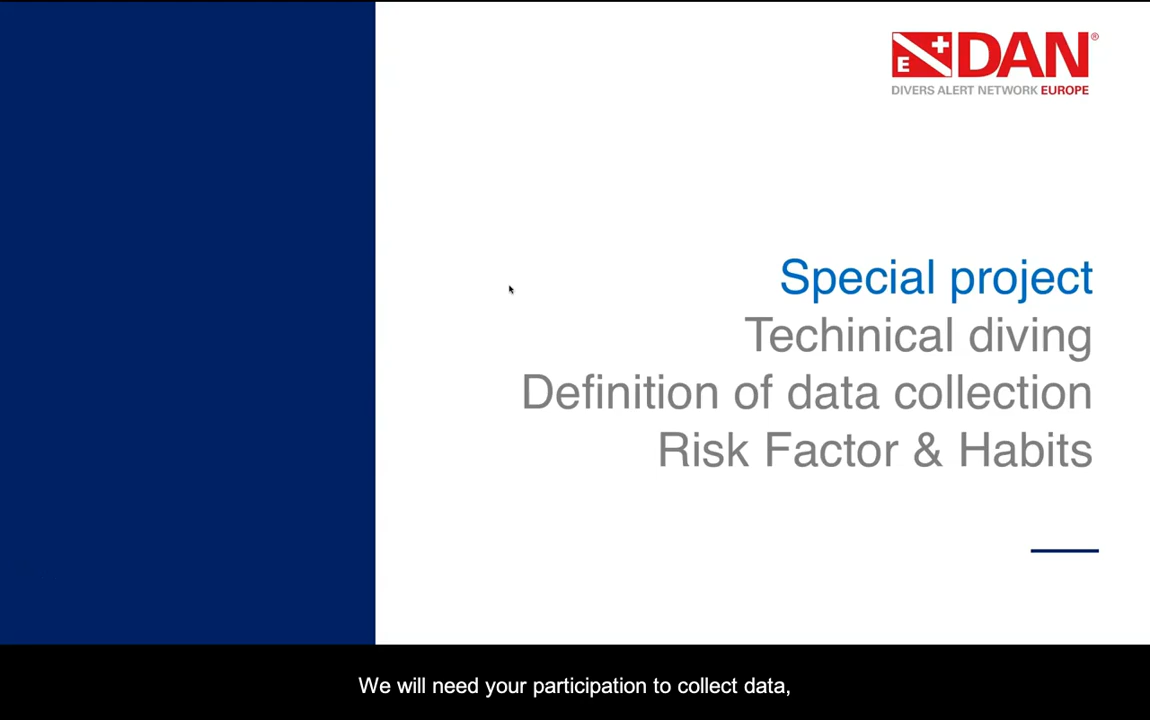 E DAN®
DIVERS ALERT NETWORK EUROPE
Special project
Techinical diving
Definition of data collection
Risk Factor & Habits
We will need your participation to collect data,